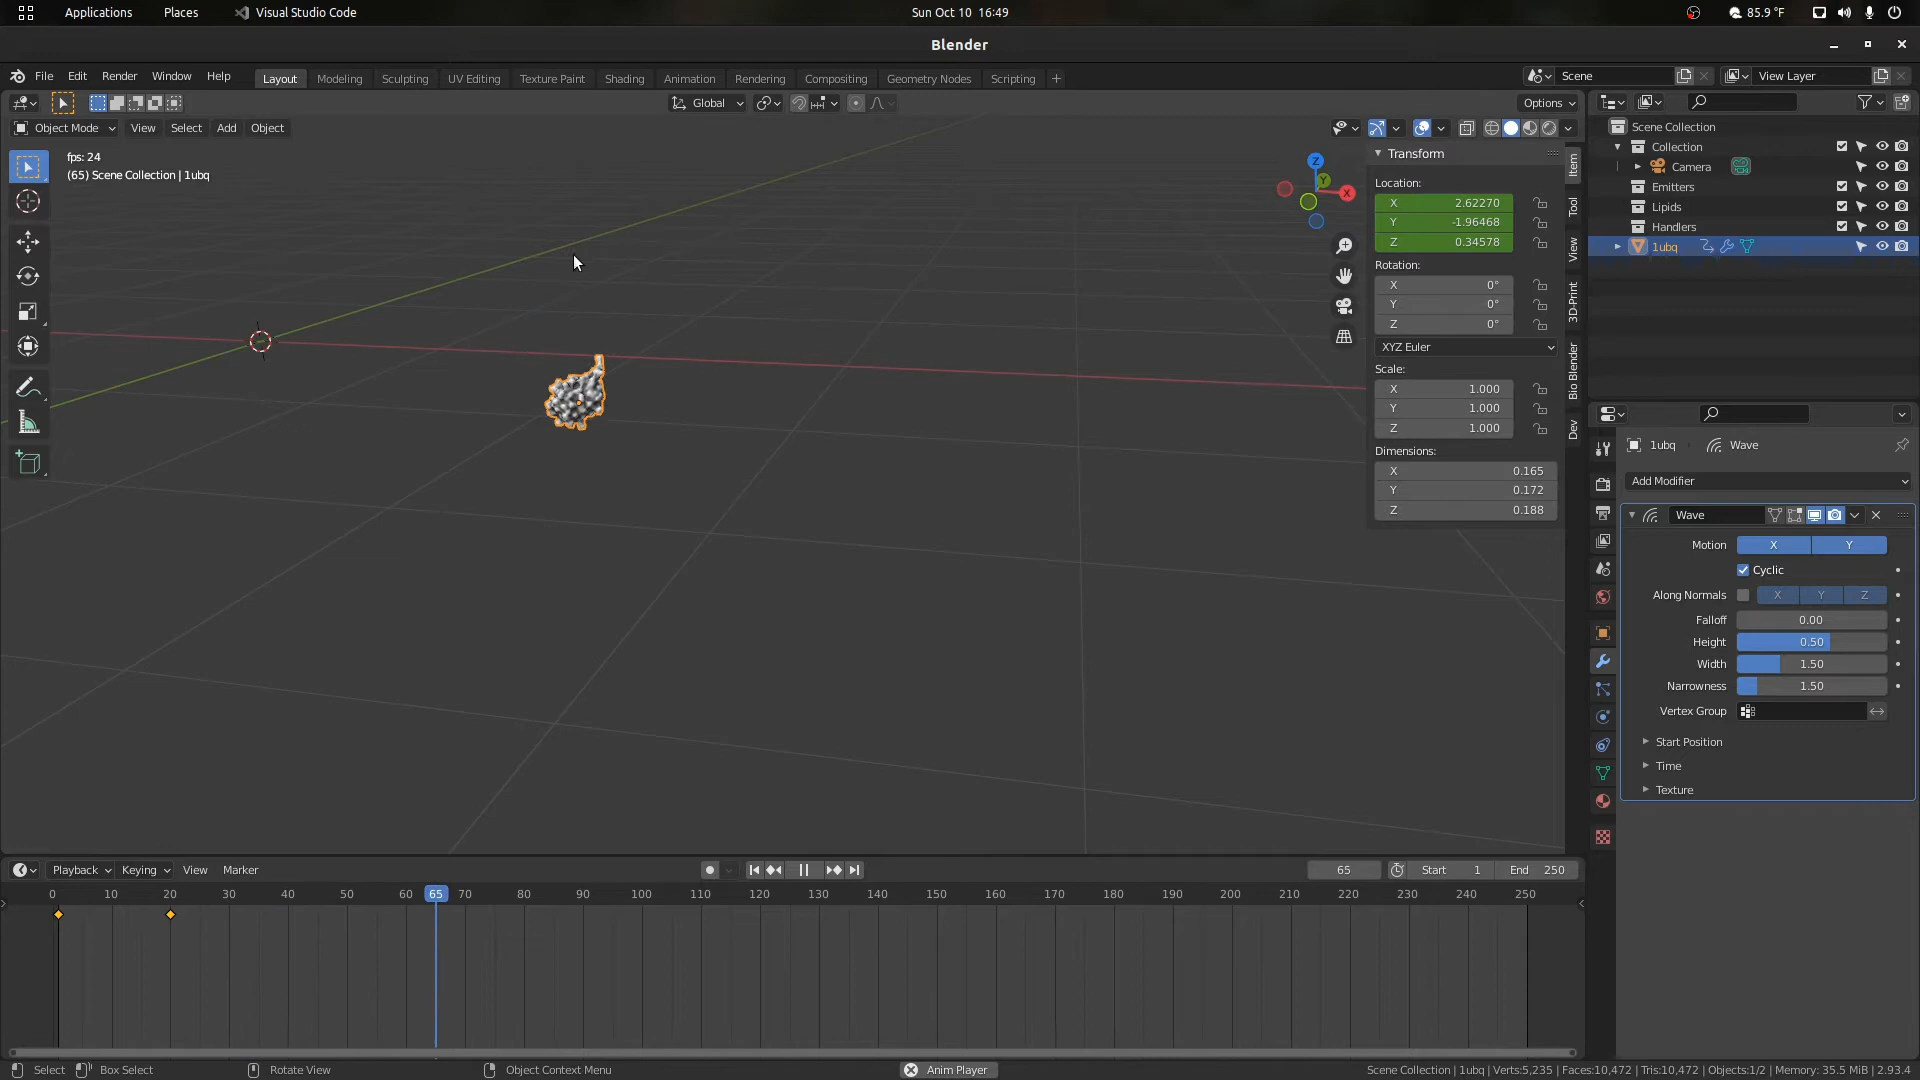 Applications Places Visual Studio Code Sun Oct 10 16:49 85.9 °F
Blender
File Edit Render Window Help Layout Modeling Sculpting UV Editing Texture Paint Shading Animation Rendering Compositing Geometry Nodes Scripting + Scene View Layer
Global Options
Object Mode View Select Add Object
fps: 24
(65) Scene Collection | 1ubq
Z
Y
X
Transform
Location:
X 2.62270
Y -1.96468
Z 0.34578
Rotation:
X 0°
Y 0°
Z 0°
XYZ Euler
Scale:
X 1.000
Y 1.000
Z 1.000
Dimensions:
X 0.165
Y 0.172
Z 0.188
Item
Tool
View
3D-Print
Bio Blender
Dev
Scene Collection
Collection
Camera
Emitters
Lipids
Handlers
1ubq
1ubq Wave
Add Modifier
Wave
Motion X Y
Cyclic
Along Normals X Y Z
Falloff 0.00
Height 0.50
Width 1.50
Narrowness 1.50
Vertex Group
Start Position
Time
Texture
Playback Keying View Marker 65 Start 1 End 250
0 10 20 30 40 50 60 65 70 80 90 100 110 120 130 140 150 160 170 180 190 200 210 220 230 240 250
Select Box Select Rotate View Object Context Menu Anim Player Scene Collection | 1ubq | Verts:5,235 | Faces:10,472 | Tris:10,472 | Objects:1/2 | Memory: 35.5 MiB | 2.93.4